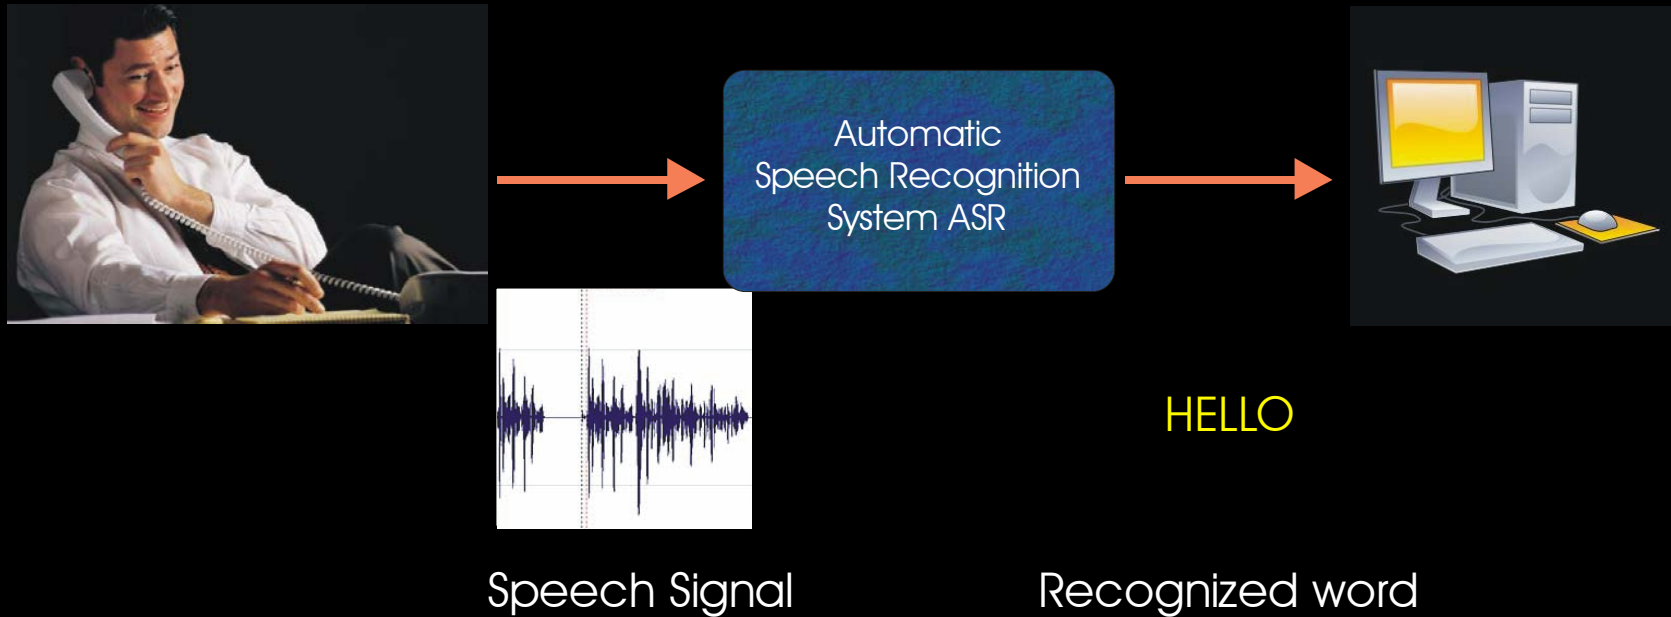 Automatic
Speech Recognition
System ASR
HELLO
Speech Signal
Recognized word